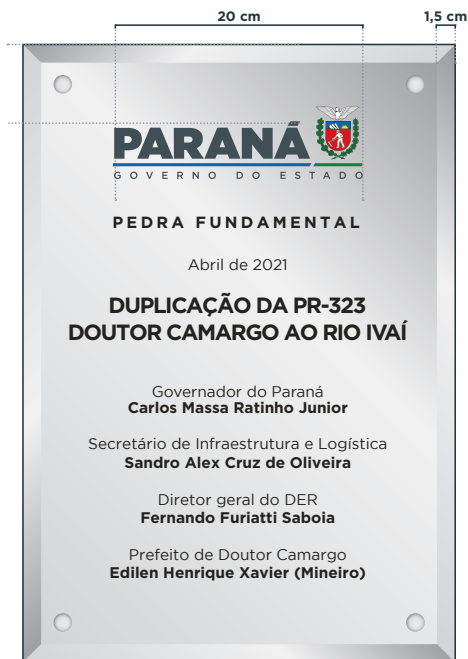 20 cm
1,5 cm
PARANÁ
GOVERNO DO ESTADO
PEDRA FUNDAMENTAL
Abril de 2021
DUPLICAÇÃO DA PR-323
DOUTOR CAMARGO AO RIO IVAÍ
Governador do Paraná
Carlos Massa Ratinho Junior
Secretário de Infraestrutura e Logística
Sandro Alex Cruz de Oliveira
Diretor geral do DER
Fernando Furiatti Saboia
Prefeito de Doutor Camargo
Edilen Henrique Xavier (Mineiro)